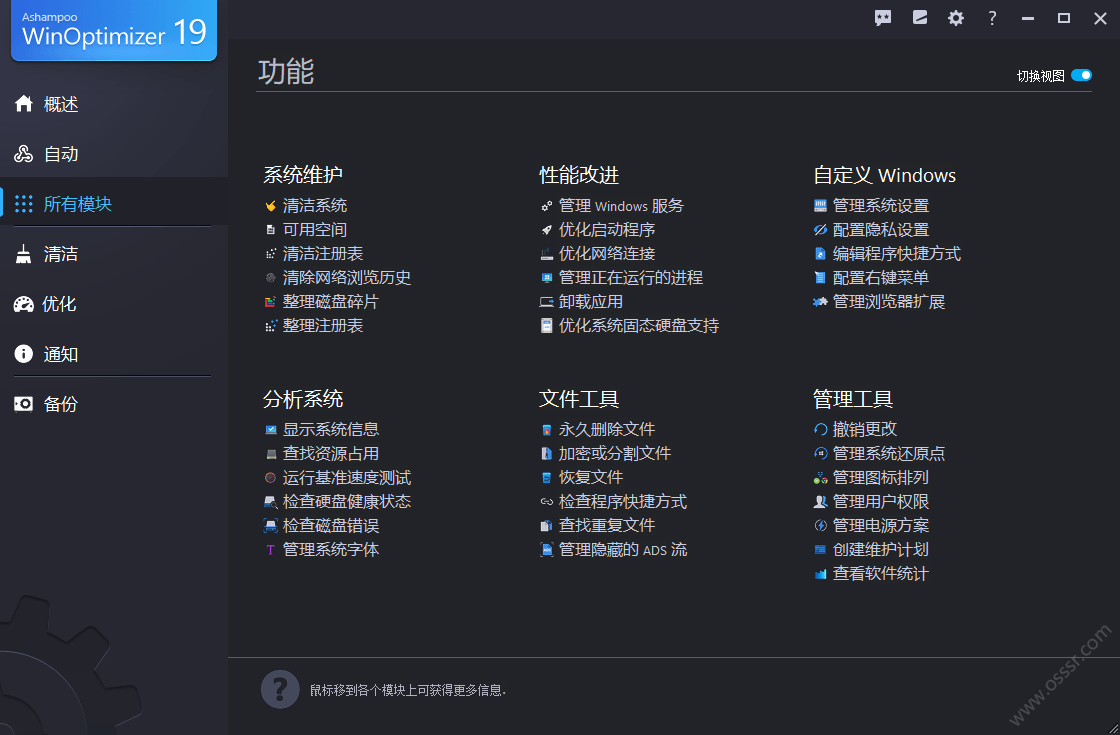 Ashampoo
WinOptimizer 19
?
概述
自动
所有模块
清洁
优化
通知
备份
功能
切换视图
系统维护
清洁系统
可用空间
清洁注册表
清除网络浏览历史
整理磁盘碎片
整理注册表
性能改进
管理 Windows 服务
优化启动程序
优化网络连接
管理正在运行的进程
卸载应用
优化系统固态硬盘支持
自定义 Windows
管理系统设置
配置隐私设置
编辑程序快捷方式
配置右键菜单
管理浏览器扩展
分析系统
显示系统信息
查找资源占用
运行基准速度测试
检查硬盘健康状态
检查磁盘错误
管理系统字体
文件工具
永久删除文件
加密或分割文件
恢复文件
检查程序快捷方式
查找重复文件
管理隐藏的 ADS 流
管理工具
撤销更改
管理系统还原点
管理图标排列
管理用户权限
管理电源方案
创建维护计划
查看软件统计
?
鼠标移到各个模块上可获得更多信息.
www.osssr.com